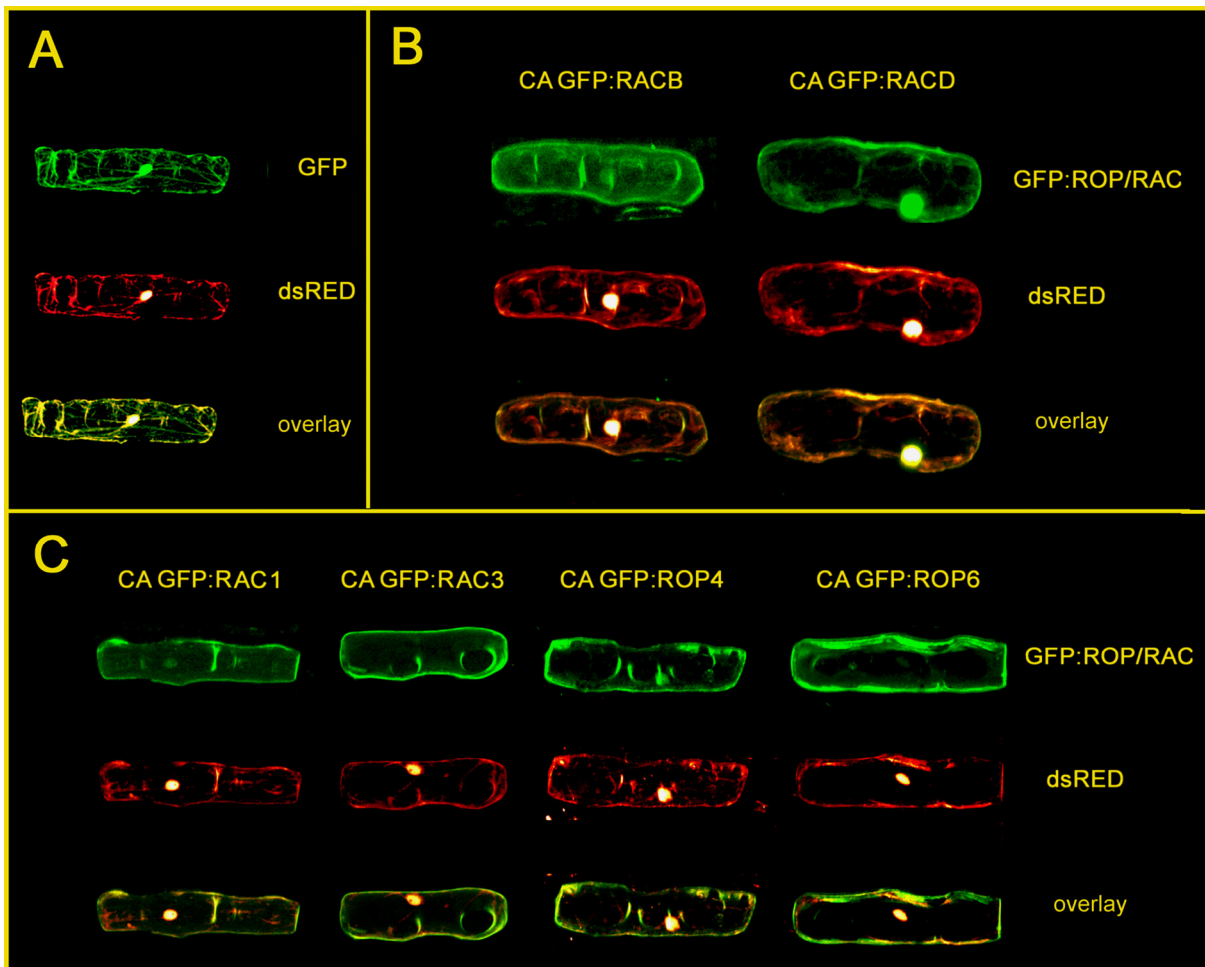 A
GFP
dsRED
overlay
B
CA GFP:RACB CA GFP:RACD
GFP:ROP/RAC
dsRED
overlay
C
CA GFP:RAC1 CA GFP:RAC3 CA GFP:ROP4 CA GFP:ROP6
GFP:ROP/RAC
dsRED
overlay